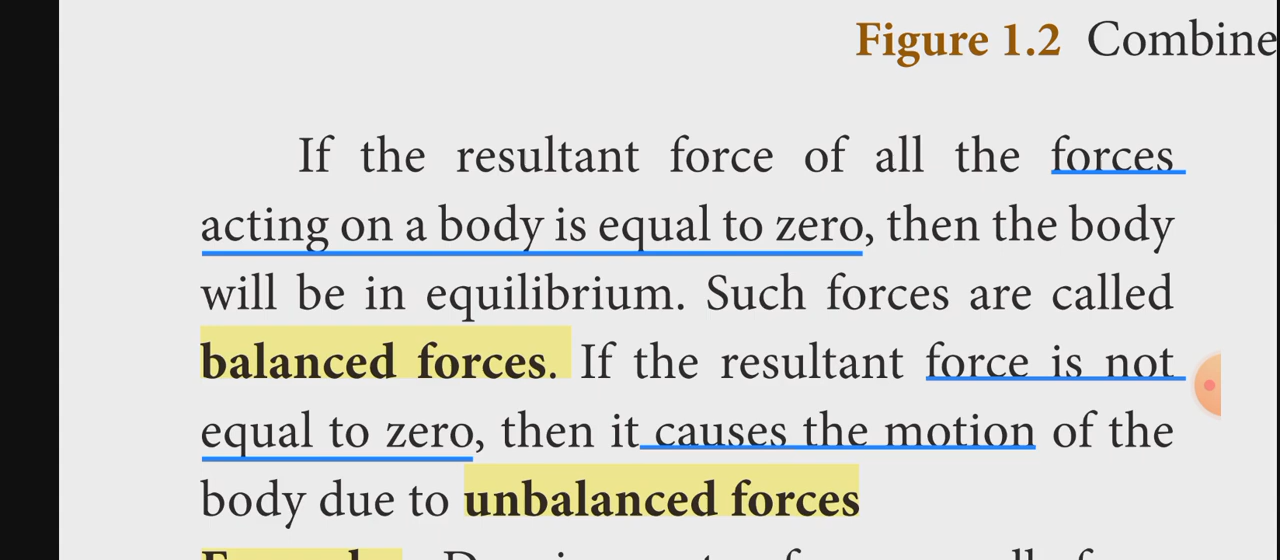 Figure 1.2 Combine
If the resultant force of all the forces
acting on a body is equal to zero, then the body
will be in equilibrium. Such forces are called
balanced forces. If the resultant force is not
equal to zero, then it causes the motion of the
body due to unbalanced forces